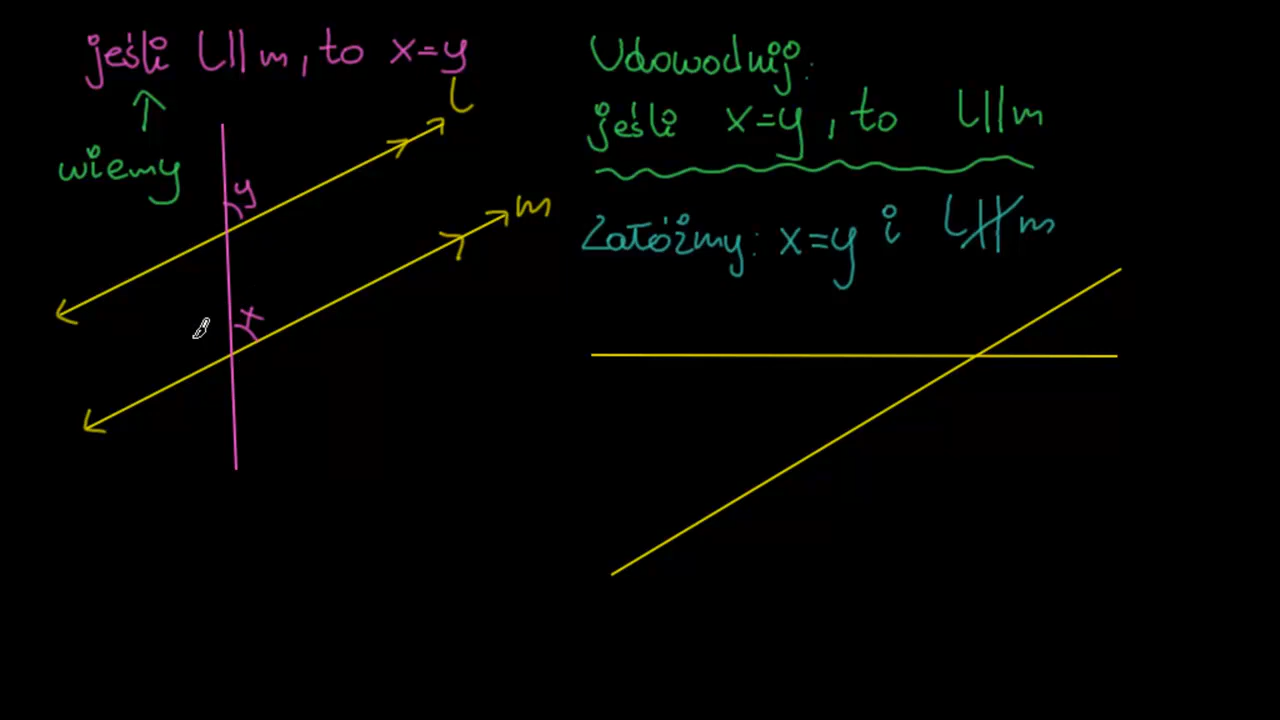 jeśli l || m, to x=y
wiemy
l
m
y
x
Udowodnij:
jeśli x=y, to l || m
Załóżmy: x=y i l ∦ m